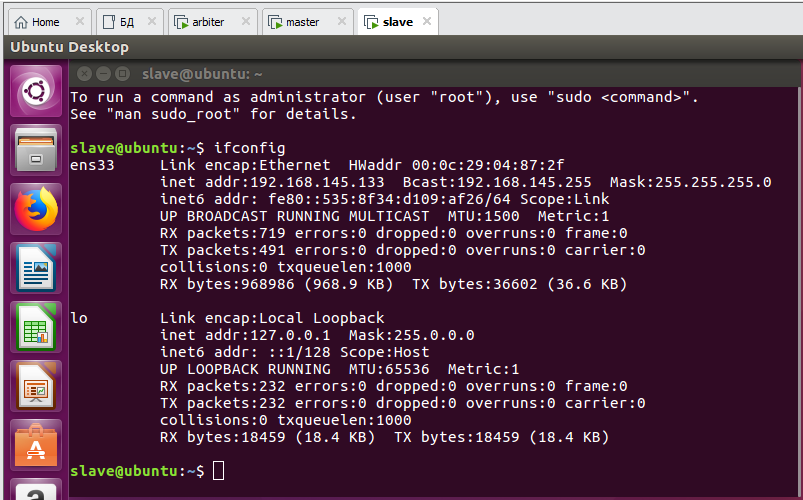 Home БД arbiter master slave
Ubuntu Desktop
slave@ubuntu: ~
To run a command as administrator (user "root"), use "sudo <command>".
See "man sudo_root" for details.
slave@ubuntu:~$ ifconfig
ens33 Link encap:Ethernet HWaddr 00:0c:29:04:87:2f
inet addr:192.168.145.133 Bcast:192.168.145.255 Mask:255.255.255.0
inet6 addr: fe80::535:8f34:d109:af26/64 Scope:Link
UP BROADCAST RUNNING MULTICAST MTU:1500 Metric:1
RX packets:719 errors:0 dropped:0 overruns:0 frame:0
TX packets:491 errors:0 dropped:0 overruns:0 carrier:0
collisions:0 txqueuelen:1000
RX bytes:968986 (968.9 KB) TX bytes:36602 (36.6 KB)
lo Link encap:Local Loopback
inet addr:127.0.0.1 Mask:255.0.0.0
inet6 addr: ::1/128 Scope:Host
UP LOOPBACK RUNNING MTU:65536 Metric:1
RX packets:232 errors:0 dropped:0 overruns:0 frame:0
TX packets:232 errors:0 dropped:0 overruns:0 carrier:0
collisions:0 txqueuelen:1000
RX bytes:18459 (18.4 KB) TX bytes:18459 (18.4 KB)
slave@ubuntu:~$